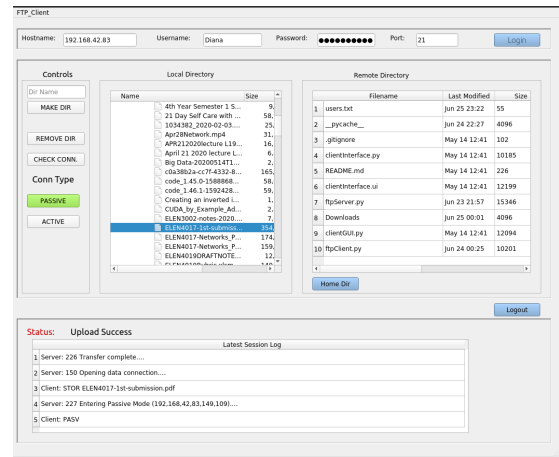 FTP_Client
Hostname: 192.168.42.83 Username: Diana Password: ●●●●●●●●●● Port: 21 Login
Controls
Dir Name
MAKE DIR
REMOVE DIR
CHECK CONN.
Conn Type
PASSIVE
ACTIVE
Local Directory
Name Size
4th Year Semester 1 S... 9,
21 Day Self Care with ... 58,
1034382_2020-02-03.... 25,
Apr28Network.mp4 31,
APR212020lecture L19... 16,
April 21 2020 lecture L... 6,
Big Data-20200514T1... 2,
c0a38b2a-cc7f-4332-8... 165,
code_1.45.0-1588868... 58,
code_1.46.1-1592428... 59,
Creating an inverted i... 1,
CUDA_by_Example_Ad... 2,
ELEN3002-notes-2020.... 7,
ELEN4017-1st-submiss... 354,
ELEN4017-Networks_P... 174,
ELEN4017-Networks_P... 159,
ELEN4019DRAFTNOTE... 12,
Remote Directory
Filename Last Modified Size
1 users.txt Jun 25 23:22 55
2 __pycache__ Jun 24 22:27 4096
3 .gitignore May 14 12:41 102
4 clientInterface.py May 14 12:41 10185
5 README.md May 14 12:41 226
6 clientInterface.ui May 14 12:41 12199
7 ftpServer.py Jun 23 21:57 15346
8 Downloads Jun 25 00:01 4096
9 clientGUI.py May 14 12:41 12094
10 ftpClient.py Jun 24 00:25 10201
Home Dir
Logout
Status: Upload Success
Latest Session Log
1 Server: 226 Transfer complete....
2 Server: 150 Opening data connection....
3 Client: STOR ELEN4017-1st-submission.pdf
4 Server: 227 Entering Passive Mode (192,168,42,83,149,109)....
5 Client: PASV